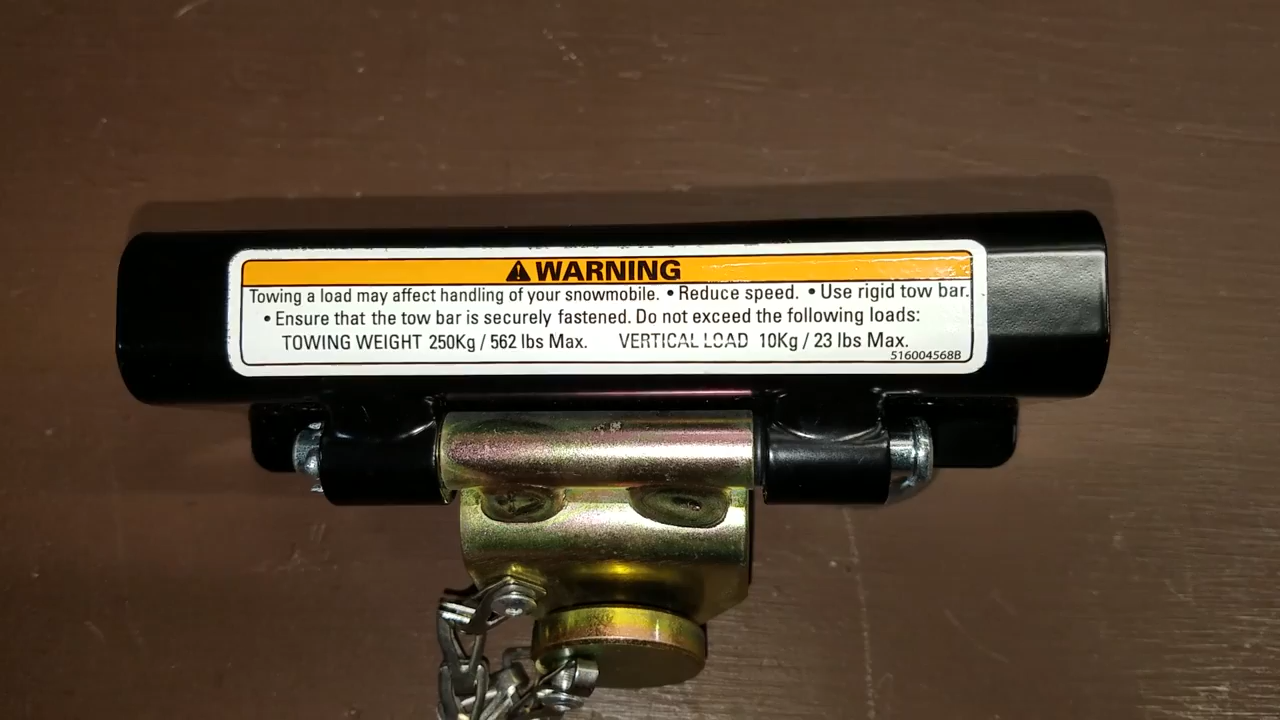 WARNING
Towing a load may affect handling of your snowmobile. • Reduce speed. • Use rigid tow bar.
• Ensure that the tow bar is securely fastened. Do not exceed the following loads:
TOWING WEIGHT 250Kg / 562 lbs Max. VERTICAL LOAD 10Kg / 23 lbs Max.
516004568B